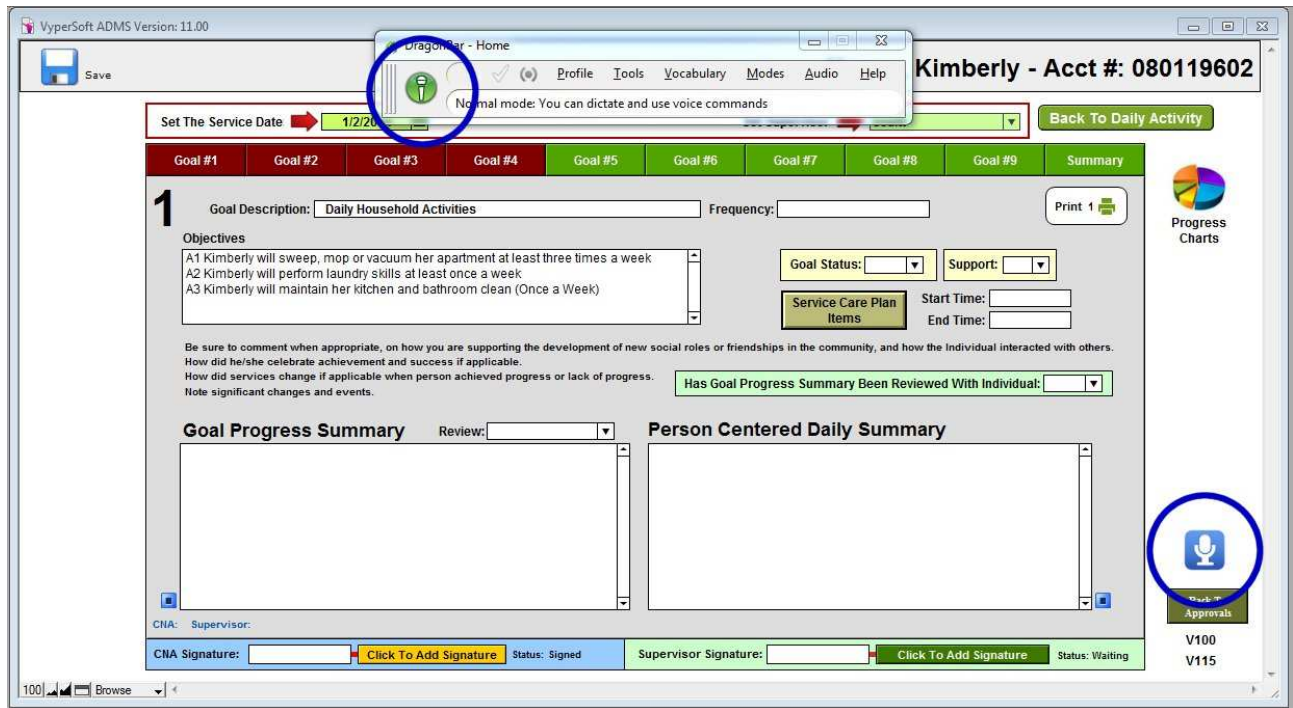 VyperSoft ADMS Version: 11.00
DragonBar - Home
Save
Profile Tools Vocabulary Modes Audio Help
Kimberly - Acct #: 080119602
Normal mode: You can dictate and use voice commands
Set The Service Date
Back To Daily Activity
Goal #1 Goal #2 Goal #3 Goal #4 Goal #5 Goal #6 Goal #7 Goal #8 Goal #9 Summary
1
Goal Description: Daily Household Activities
Frequency:
Print 1
Progress
Charts
Objectives
A1 Kimberly will sweep, mop or vacuum her apartment at least three times a week
A2 Kimberly will perform laundry skills at least once a week
A3 Kimberly will maintain her kitchen and bathroom clean (Once a Week)
Goal Status: Support:
Service Care Plan
Items
Start Time:
End Time:
Be sure to comment when appropriate, on how you are supporting the development of new social roles or friendships in the community, and how the Individual interacted with others.
How did he/she celebrate achievement and success if applicable.
How did services change if applicable when person achieved progress or lack of progress.
Note significant changes and events.
Has Goal Progress Summary Been Reviewed With Individual:
Goal Progress Summary Review:
Person Centered Daily Summary
Back To
Approvals
CNA: Supervisor:
CNA Signature: Click To Add Signature Status: Signed
Supervisor Signature: Click To Add Signature Status: Waiting
V100
V115
100 Browse